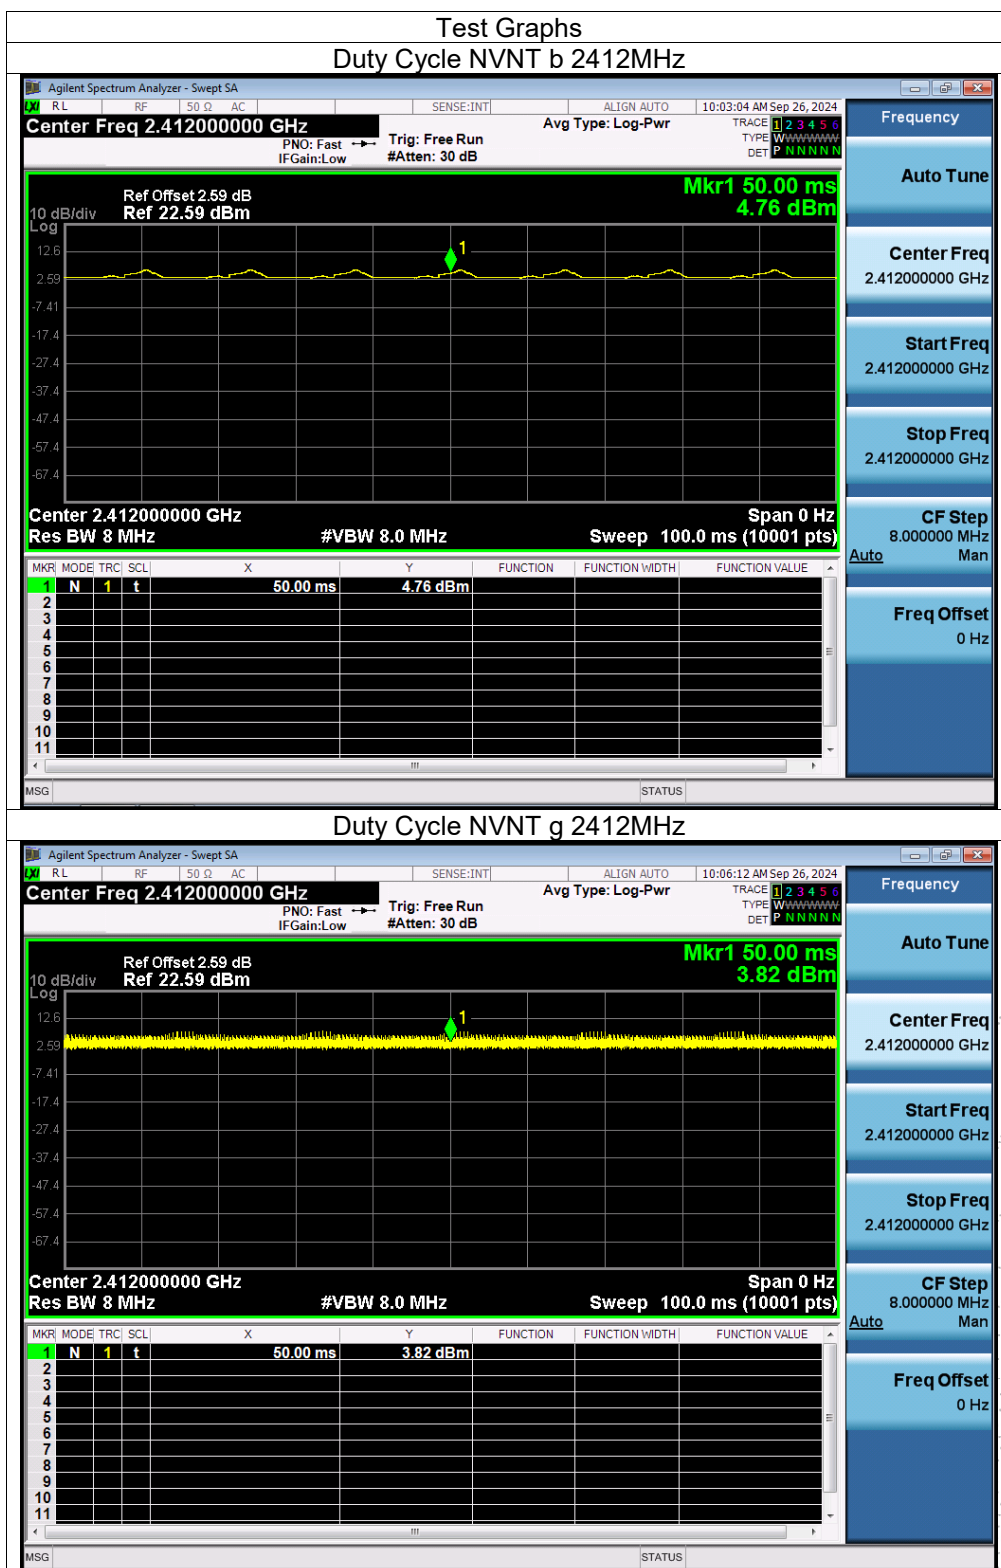 Test Graphs
Duty Cycle NVNT b 2412MHz
Agilent Spectrum Analyzer - Swept SA
LXI RL RF 50 Ω AC SENSE:INT ALIGN AUTO 10:03:04 AM Sep 26, 2024
Center Freq 2.412000000 GHz Avg Type: Log-Pwr TRACE 1 2 3 4 5 6
PNO: Fast Trig: Free Run TYPE WWWWWW
IFGain:Low #Atten: 30 dB DET P N N N N N
Frequency
Ref Offset 2.59 dB Mkr1 50.00 ms
10 dB/div Ref 22.59 dBm 4.76 dBm
Log
1
12.6
2.59
-7.41
-17.4
-27.4
-37.4
-47.4
-57.4
-67.4
Center 2.412000000 GHz Span 0 Hz
Res BW 8 MHz #VBW 8.0 MHz Sweep 100.0 ms (10001 pts)
MKR MODE TRC SCL X Y FUNCTION FUNCTION WIDTH FUNCTION VALUE
1 N 1 t 50.00 ms 4.76 dBm
2
3
4
5
6
7
8
9
10
11
MSG STATUS
Auto Tune
Center Freq
2.412000000 GHz
Start Freq
2.412000000 GHz
Stop Freq
2.412000000 GHz
CF Step
8.000000 MHz
Auto Man
Freq Offset
0 Hz
Duty Cycle NVNT g 2412MHz
Agilent Spectrum Analyzer - Swept SA
LXI RL RF 50 Ω AC SENSE:INT ALIGN AUTO 10:06:12 AM Sep 26, 2024
Center Freq 2.412000000 GHz Avg Type: Log-Pwr TRACE 1 2 3 4 5 6
PNO: Fast Trig: Free Run TYPE WWWWWW
IFGain:Low #Atten: 30 dB DET P N N N N N
Frequency
Ref Offset 2.59 dB Mkr1 50.00 ms
10 dB/div Ref 22.59 dBm 3.82 dBm
Log
1
12.6
2.59
-7.41
-17.4
-27.4
-37.4
-47.4
-57.4
-67.4
Center 2.412000000 GHz Span 0 Hz
Res BW 8 MHz #VBW 8.0 MHz Sweep 100.0 ms (10001 pts)
MKR MODE TRC SCL X Y FUNCTION FUNCTION WIDTH FUNCTION VALUE
1 N 1 t 50.00 ms 3.82 dBm
2
3
4
5
6
7
8
9
10
11
MSG STATUS
Auto Tune
Center Freq
2.412000000 GHz
Start Freq
2.412000000 GHz
Stop Freq
2.412000000 GHz
CF Step
8.000000 MHz
Auto Man
Freq Offset
0 Hz